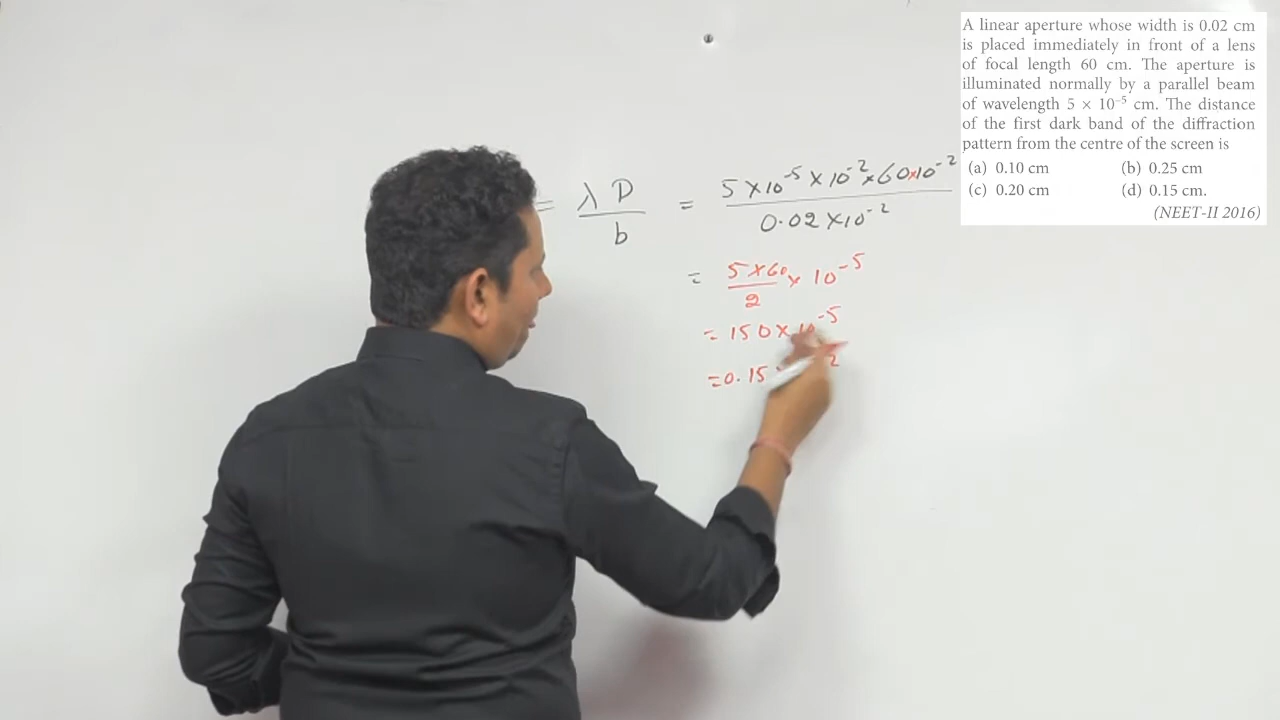 A linear aperture whose width is 0.02 cm
is placed immediately in front of a lens
of focal length 60 cm. The aperture is
illuminated normally by a parallel beam
of wavelength 5 × 10⁻⁵ cm. The distance
of the first dark band of the diffraction
pattern from the centre of the screen is
(a) 0.10 cm (b) 0.25 cm
(c) 0.20 cm (d) 0.15 cm.
(NEET-II 2016)
= λ D / b = 5×10⁻⁵×10⁻²×60×10⁻² / 0.02×10⁻²
= 5×60 / 2 × 10⁻⁵
= 150×10⁻⁵
=0.15